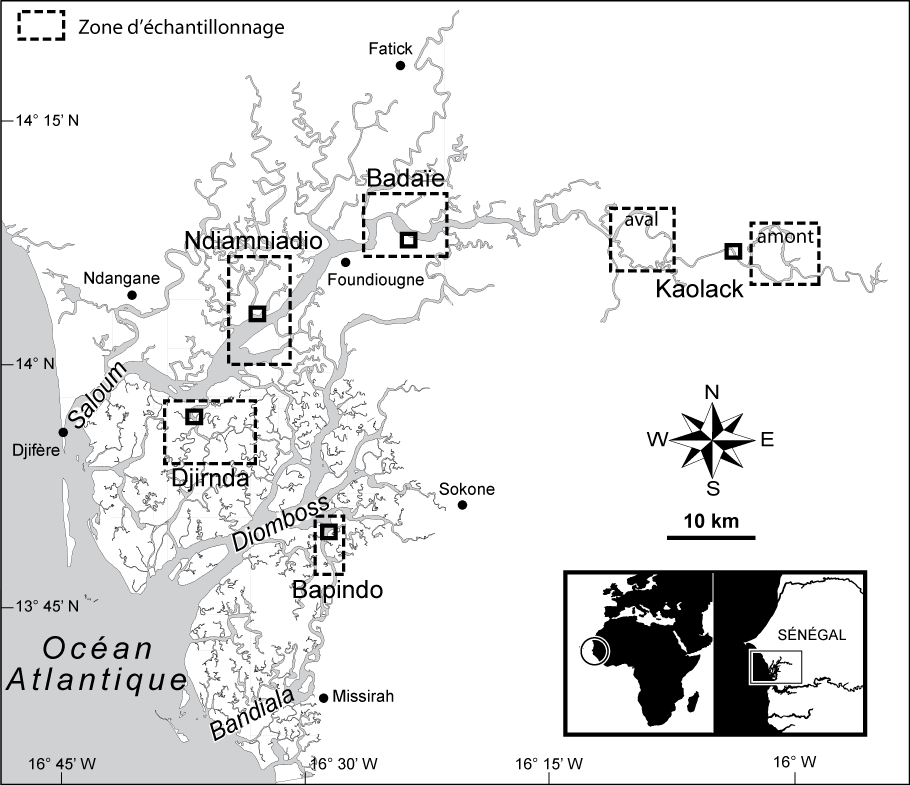 Zone d'échantillonnage
Fatick
14° 15' N
Badaïe
aval
amont
Ndiamniadio
Foundiougne
Kaolack
Ndangane
14° N
Saloum
N
W
E
S
Djifère
Djirnda
Sokone
10 km
Diomboss
Bapindo
13° 45' N
Océan
Atlantique
SÉNÉGAL
Missirah
Bandiala
16° 45' W
16° 30' W
16° 15' W
16° W